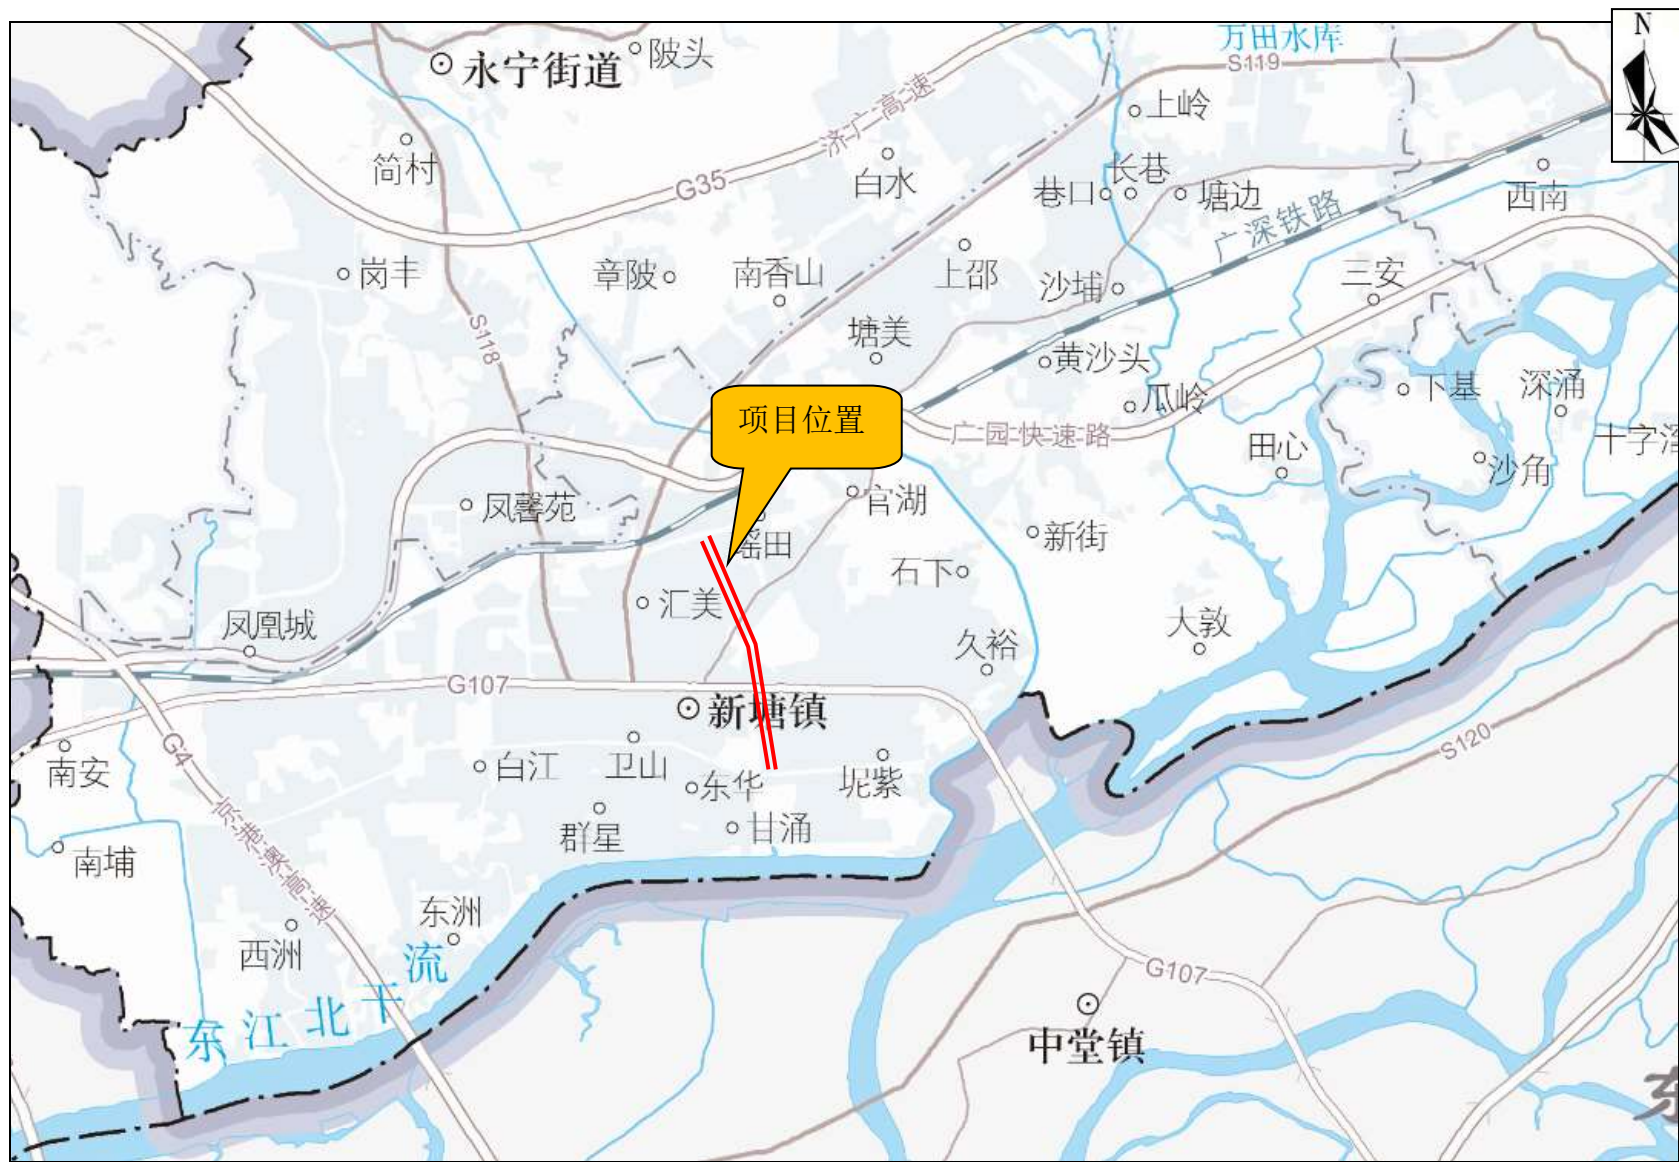 N
万田水库
S119
永宁街道
陂头
济广高速
G35
上岭
简村
白水
长巷
巷口
塘边
西南
广深铁路
岗丰
章陂
南香山
上邵
沙埔
三安
S118
塘美
黄沙头
瓜岭
下基
深涌
项目位置
广园快速路
田心
沙角
十字
凤馨苑
官湖
新街
瑶田
石下
汇美
凤凰城
大敦
久裕
G107
新塘镇
G4
京港澳高速
南安
白江
卫山
东华
坭紫
S120
群星
甘涌
南埔
东洲
西洲
东江北干流
G107
中堂镇
东